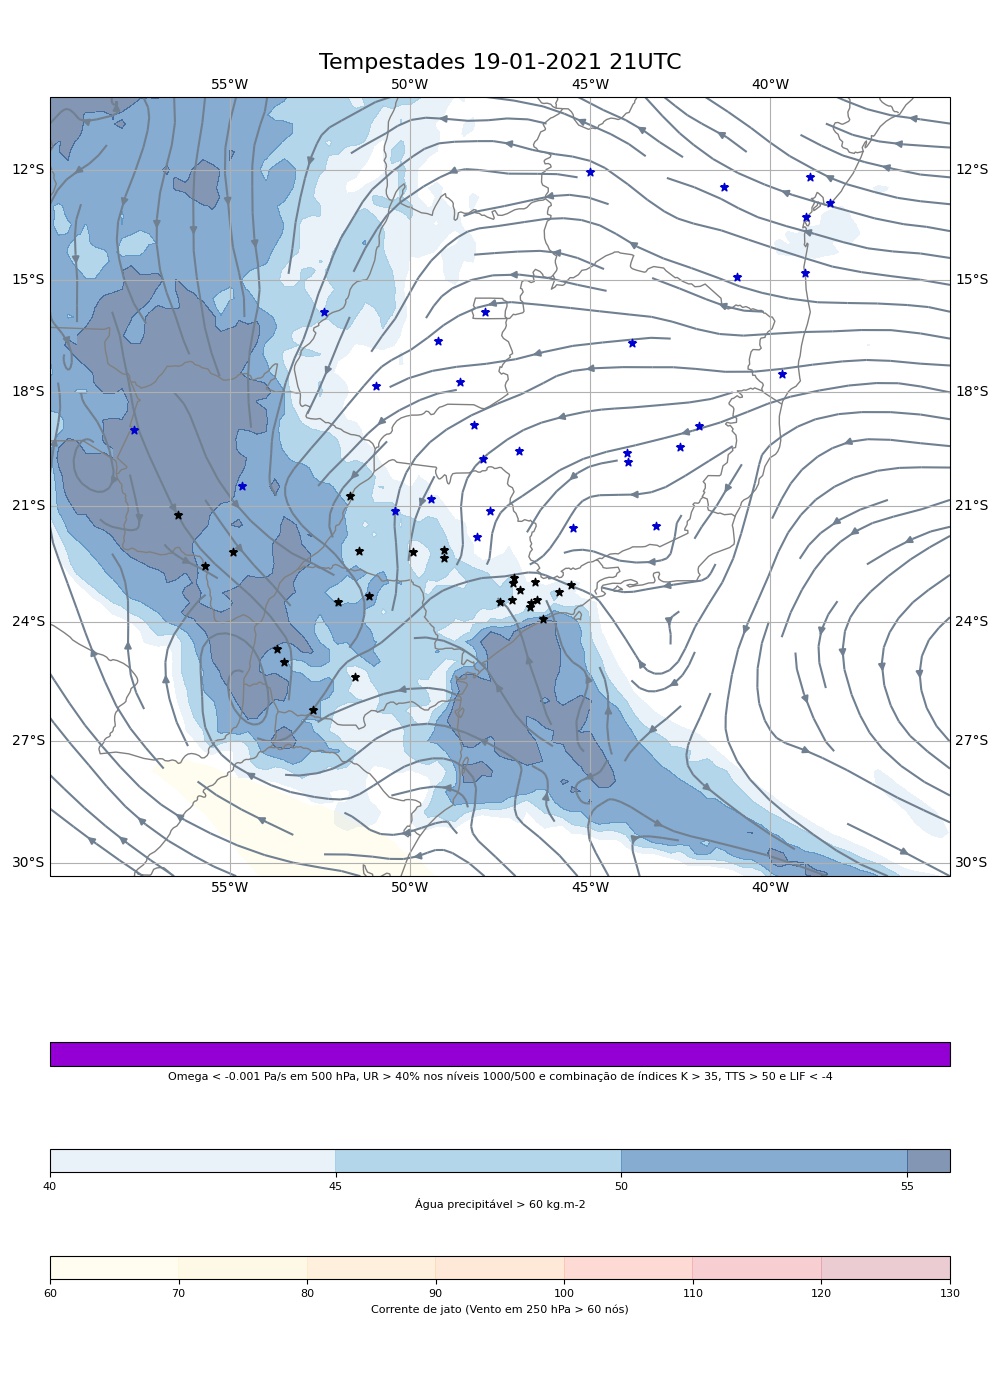 Tempestades 19-01-2021 21UTC
55°W 50°W 45°W 40°W
12°S 12°S
15°S 15°S
18°S 18°S
21°S 21°S
24°S 24°S
27°S 27°S
30°S 30°S
55°W 50°W 45°W 40°W
Omega < -0.001 Pa/s em 500 hPa, UR > 40% nos níveis 1000/500 e combinação de índices K > 35, TTS > 50 e LIF < -4
40 45 50 55
Água precipitável > 60 kg.m-2
60 70 80 90 100 110 120 130
Corrente de jato (Vento em 250 hPa > 60 nós)